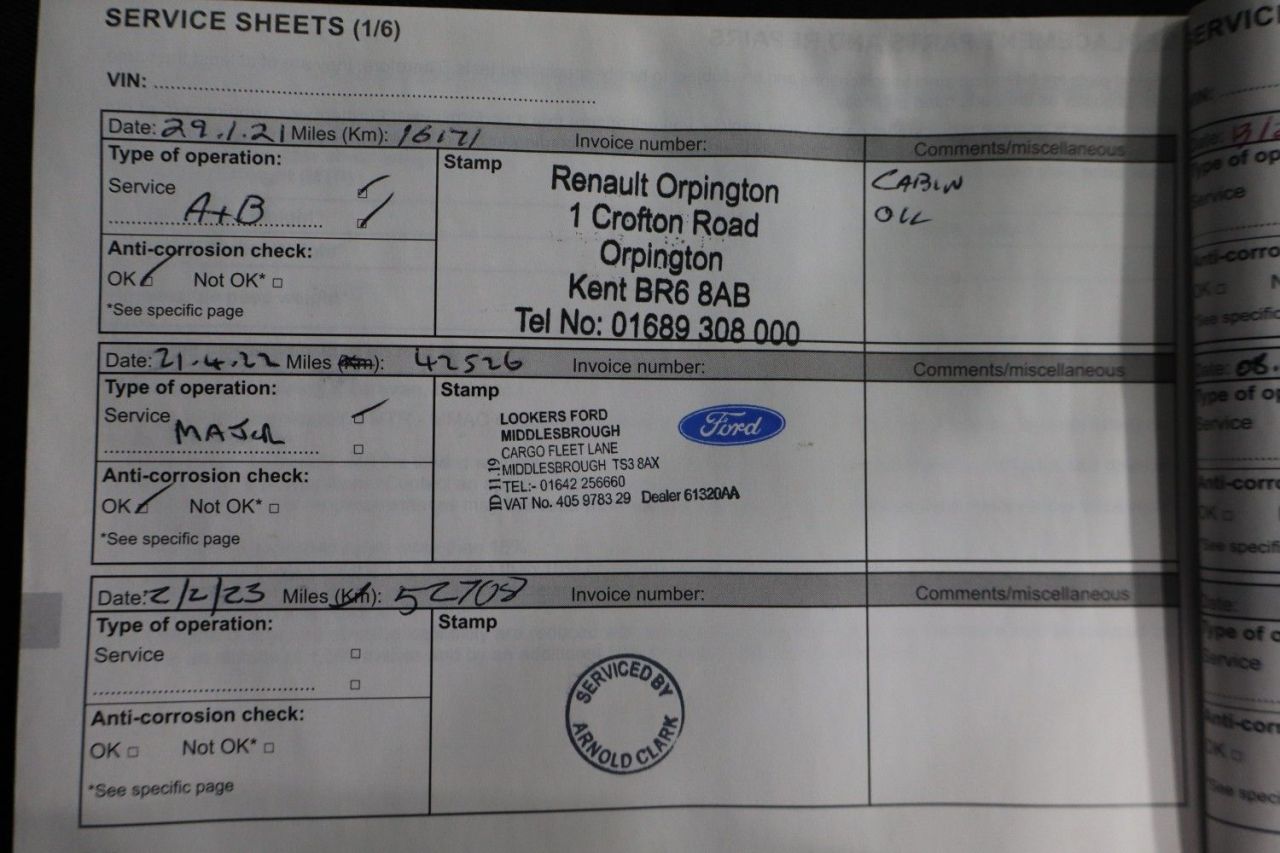 SERVICE SHEETS (1/6)
VIN:
Date: 29.1.21 Miles (Km): 16171 Invoice number: Comments/miscellaneous
Type of operation:
Service
A+B
Anti-corrosion check:
OK Not OK*
*See specific page
Stamp
Renault Orpington
1 Crofton Road
Orpington
Kent BR6 8AB
Tel No: 01689 308 000
CABIN
OIL
Date: 21.4.22 Miles (Km): 42526 Invoice number: Comments/miscellaneous
Type of operation:
Service
MAJOR
Anti-corrosion check:
OK Not OK*
*See specific page
Stamp
LOOKERS FORD
MIDDLESBROUGH
CARGO FLEET LANE
MIDDLESBROUGH TS3 8AX
TEL:- 01642 256660
VAT No. 405 9783 29 Dealer 61320AA
ID 11.19
Ford
Date: 2/2/23 Miles (Km): 52708 Invoice number: Comments/miscellaneous
Type of operation:
Service
Anti-corrosion check:
OK Not OK*
*See specific page
Stamp
SERVICED BY
ARNOLD CLARK